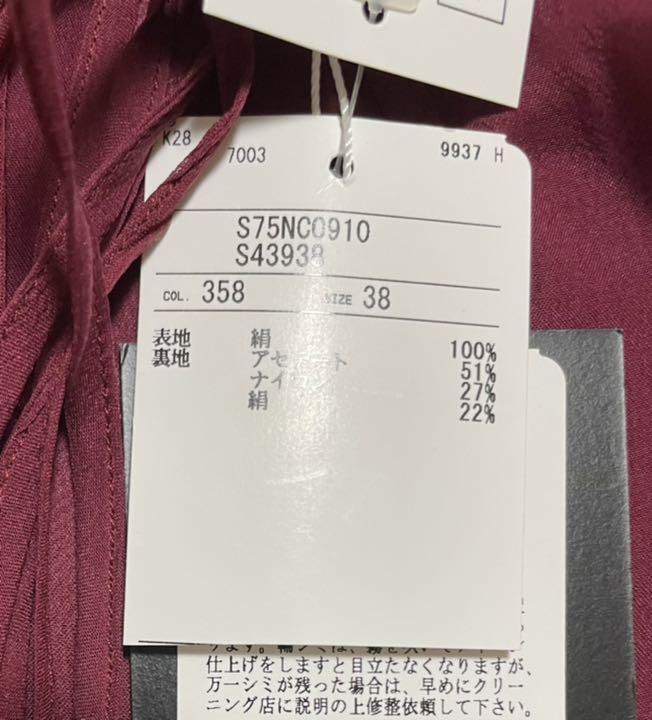 K28
7003
9937 H
S75NC0910
S43938
COL. 358 SIZE 38
表地 絹 100%
裏地 51%
27%
絹 22%
仕上げをしますと目立たなくなりますが、
万一シミが残った場合は、早めにクリー
ニング店に説明の上修整依頼して下さい。